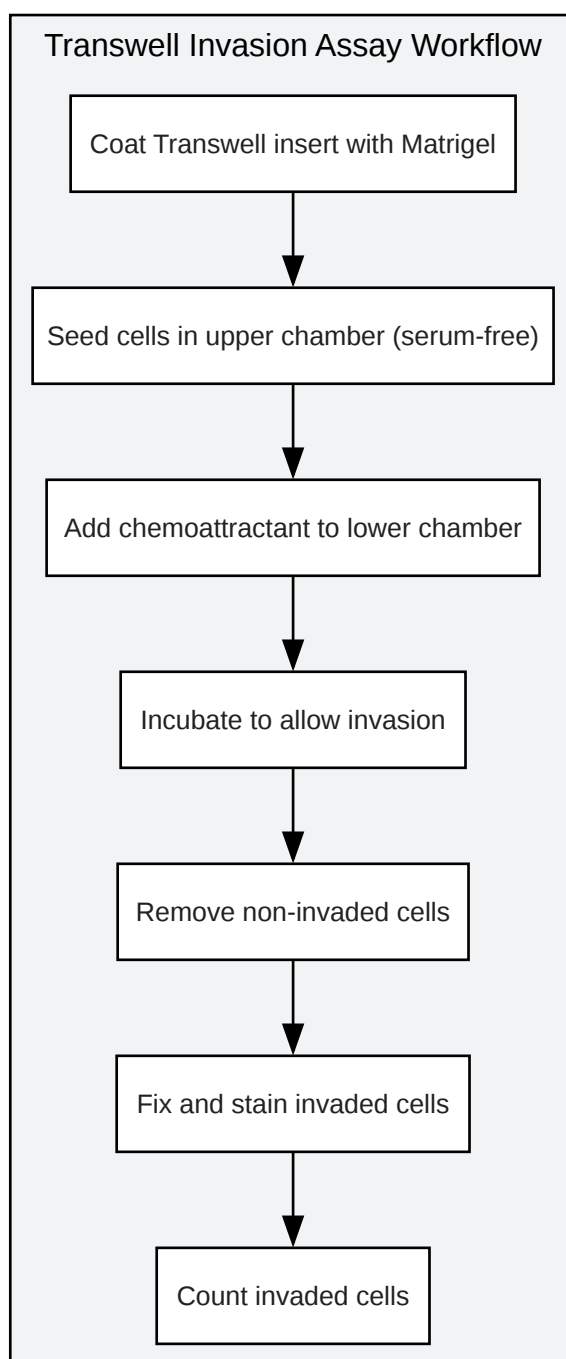 Transwell Invasion Assay Workflow
Coat Transwell insert with Matrigel
Seed cells in upper chamber (serum-free)
Add chemoattractant to lower chamber
Incubate to allow invasion
Remove non-invaded cells
Fix and stain invaded cells
Count invaded cells